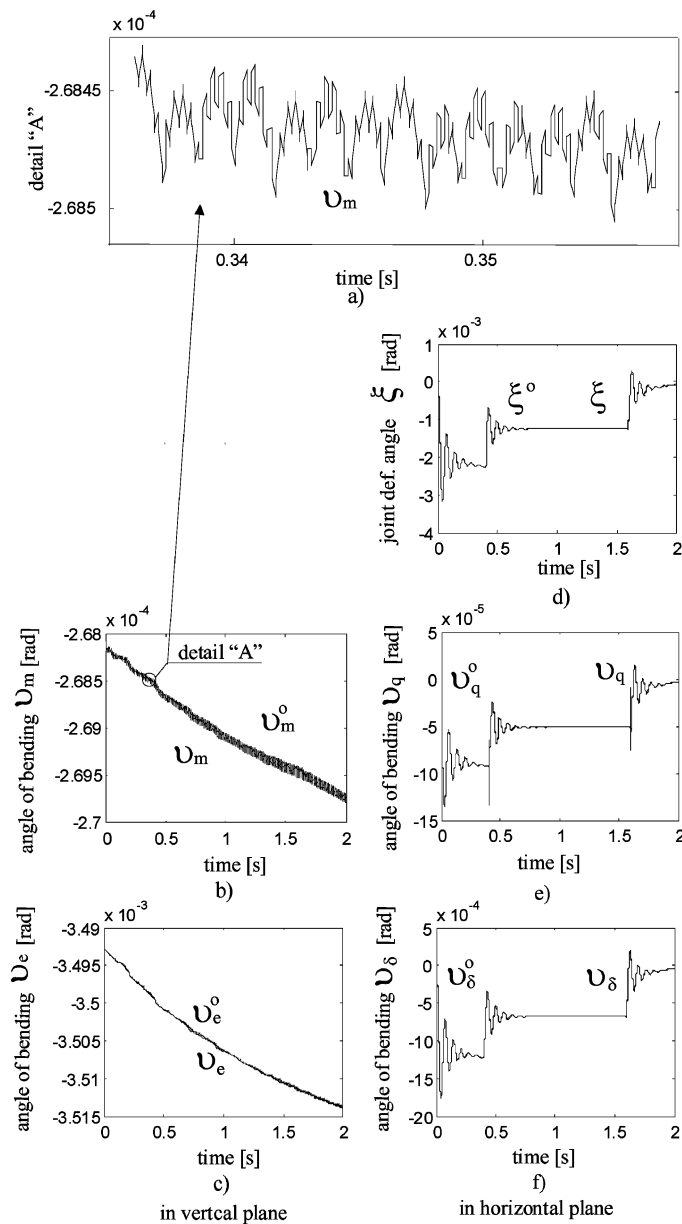 x 10⁻⁴
-2.6845
-2.685
detail “A”
υm
0.34
0.35
time [s]
a)
x 10⁻³
1
0
-1
-2
-3
-4
joint def. angle ξ [rad]
ξ° ξ
0 0.5 1 1.5 2
time [s]
d)
x 10⁻⁴
-2.68
-2.685
-2.69
-2.695
-2.7
angle of bending υm [rad]
detail “A”
υm°
υm
0 0.5 1 1.5 2
time [s]
b)
x 10⁻⁵
5
0
-5
-10
-15
angle of bending υq [rad]
υq° υq
0 0.5 1 1.5 2
time [s]
e)
x 10⁻³
-3.49
-3.495
-3.5
-3.505
-3.51
-3.515
angle of bending υe [rad]
υe°
υe
0 0.5 1 1.5 2
time [s]
c)
in vertcal plane
x 10⁻⁴
5
0
-5
-10
-15
-20
angle of bending υδ [rad]
υδ° υδ
0 0.5 1 1.5 2
time [s]
f)
in horizontal plane